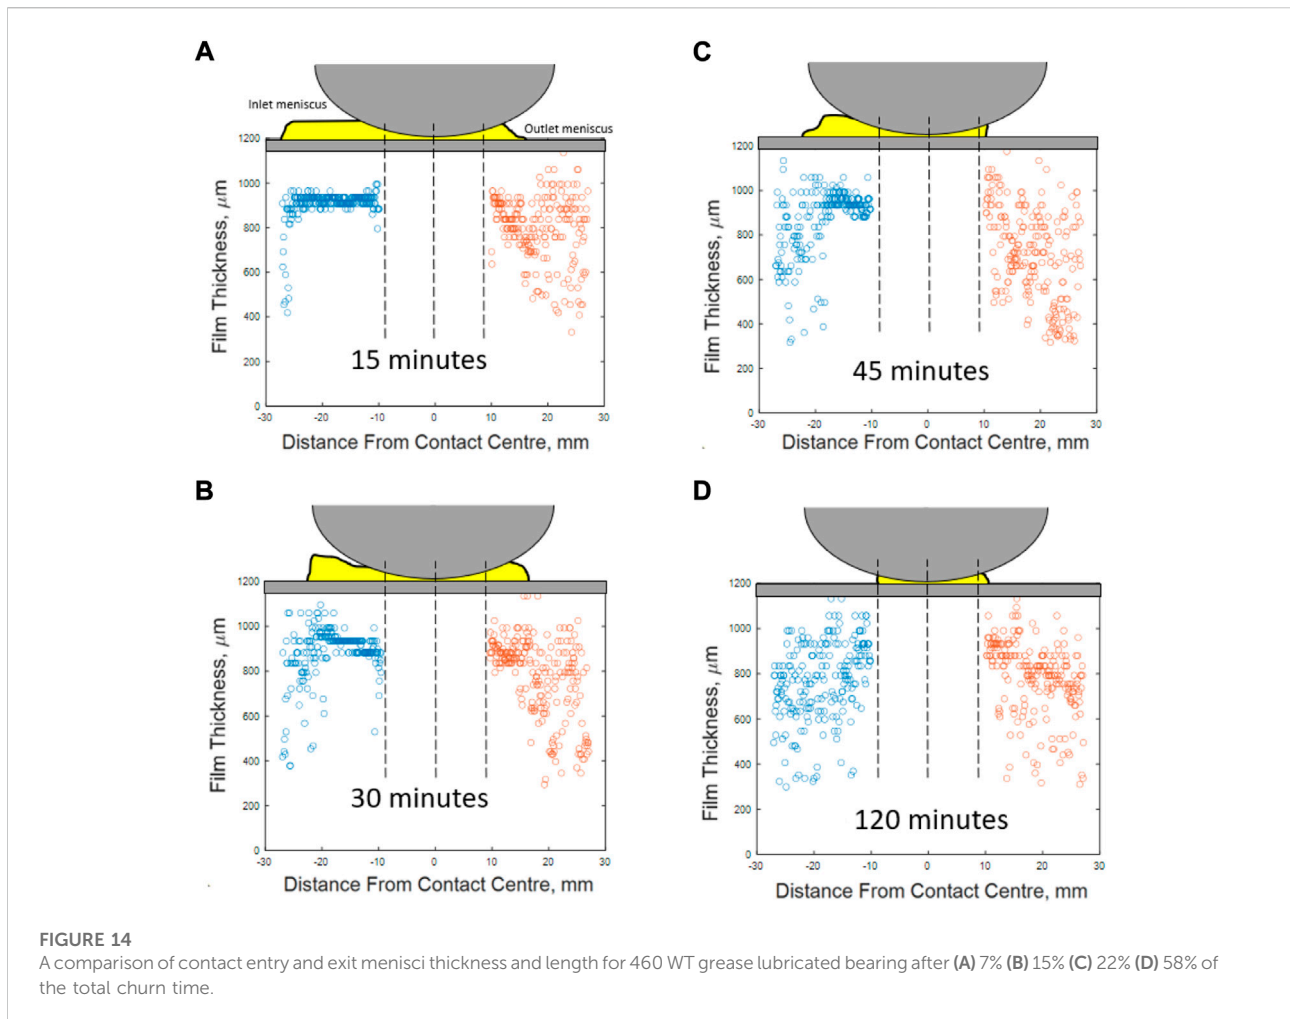 A
Inlet meniscus
Outlet meniscus
1200
1000
800
600
400
200
0
Film Thickness, μm
15 minutes
-30 -20 -10 0 10 20 30
Distance From Contact Centre, mm
C
1200
1000
800
600
400
200
0
Film Thickness, μm
45 minutes
-30 -20 -10 0 10 20 30
Distance From Contact Centre, mm
B
1200
1000
800
600
400
200
0
Film Thickness, μm
30 minutes
-30 -20 -10 0 10 20 30
Distance From Contact Centre, mm
D
1200
1000
800
600
400
200
0
Film Thickness, μm
120 minutes
-30 -20 -10 0 10 20 30
Distance From Contact Centre, mm
FIGURE 14
A comparison of contact entry and exit menisci thickness and length for 460 WT grease lubricated bearing after (A) 7% (B) 15% (C) 22% (D) 58% of
the total churn time.